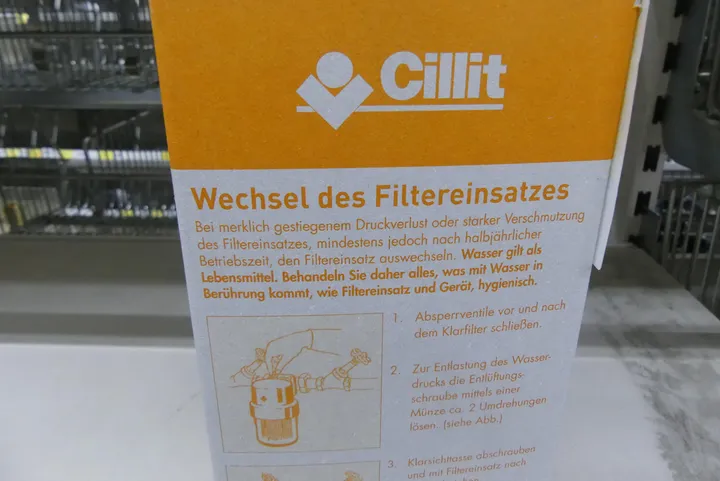 Cillit
Wechsel des Filtereinsatzes
Bei merklich gestiegenem Druckverlust oder starker Verschmutzung
des Filtereinsatzes, mindestens jedoch nach halbjährlicher
Betriebszeit, den Filtereinsatz auswechseln. Wasser gilt als
Lebensmittel. Behandeln Sie daher alles, was mit Wasser in
Berührung kommt, wie Filtereinsatz und Gerät, hygienisch.
1. Absperrventile vor und nach
dem Klarfilter schließen.
2. Zur Entlastung des Wasser-
drucks die Entlüftungs-
schraube mittels einer
Münze ca. 2 Umdrehungen
lösen. (siehe Abb.)
3. Klarsichttasse abschrauben
und mit Filtereinsatz nach